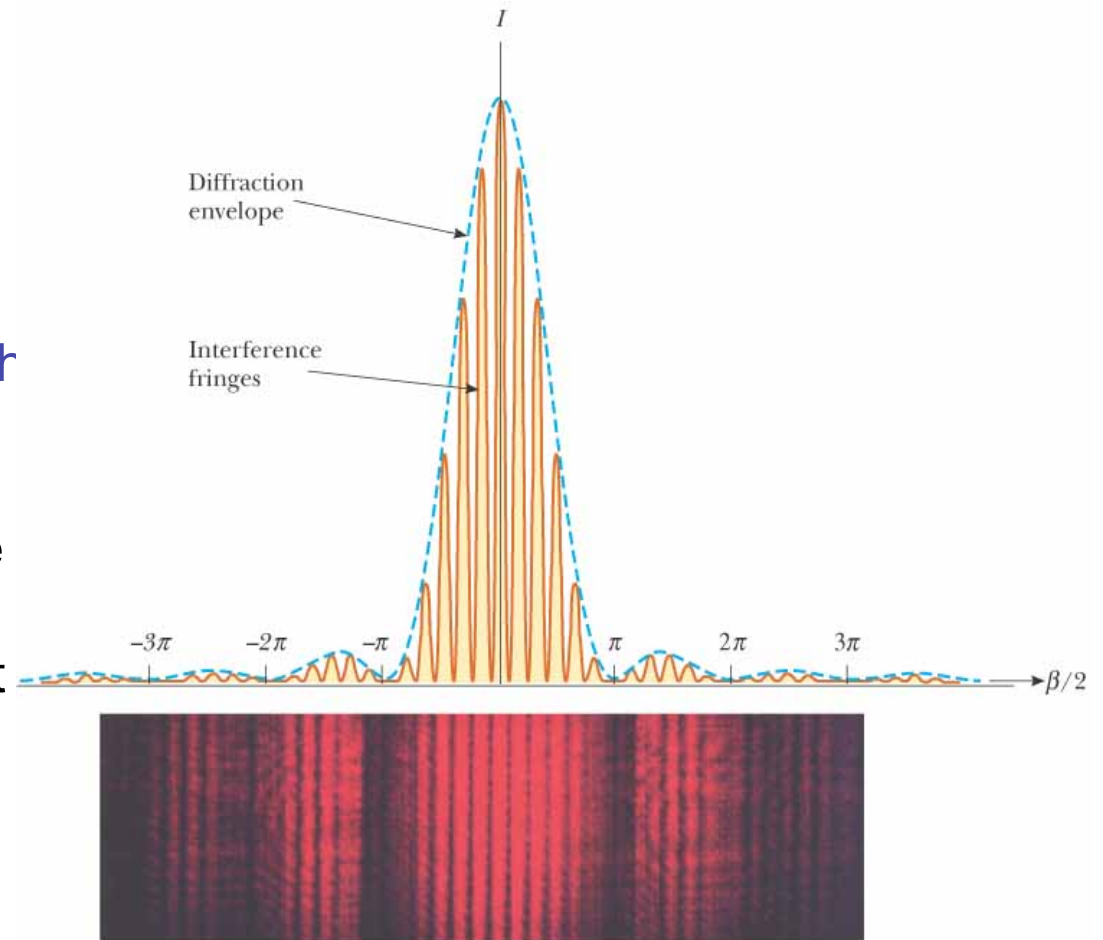 I
Diffraction
envelope
Interference
fringes
−3π −2π −π π 2π 3π
β/2